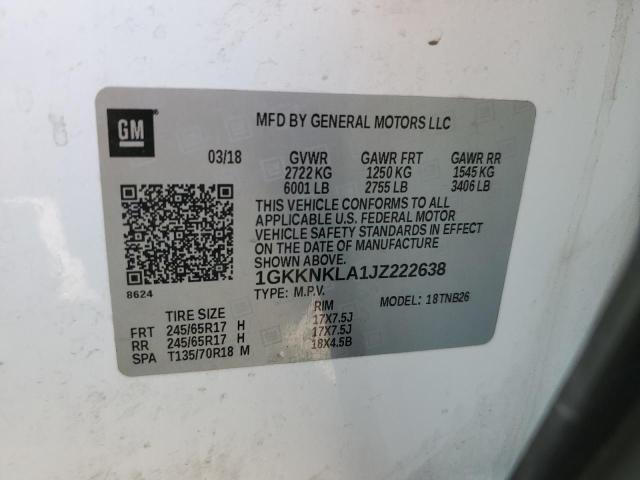 GM
MFD BY GENERAL MOTORS LLC
03/18 GVWR GAWR FRT GAWR RR
2722 KG 1250 KG 1545 KG
6001 LB 2755 LB 3406 LB
THIS VEHICLE CONFORMS TO ALL
APPLICABLE U.S. FEDERAL MOTOR
VEHICLE SAFETY STANDARDS IN EFFECT
ON THE DATE OF MANUFACTURE
SHOWN ABOVE.
1GKKNKLA1JZ222638
8624
TYPE: M.P.V. MODEL: 18TNB26
TIRE SIZE RIM
FRT 245/65R17 H 17X7.5J
RR 245/65R17 H 17X7.5J
SPA T135/70R18 M 18X4.5B